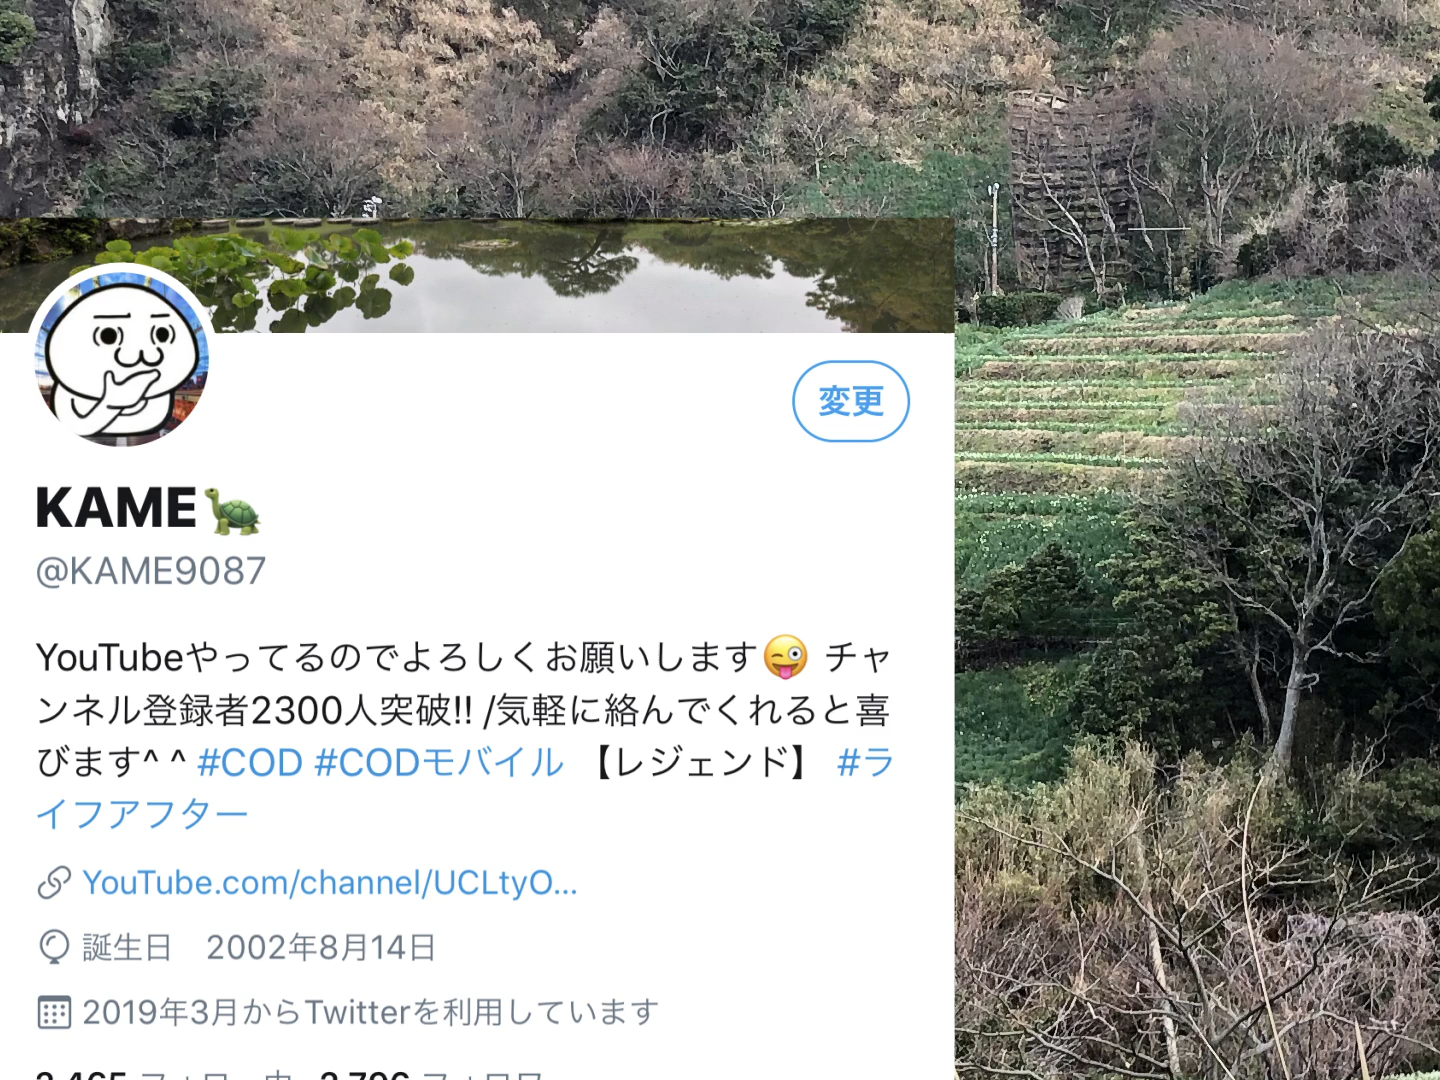 変更
KAME🐢
@KAME9087
YouTubeやってるのでよろしくお願いします😜 チャ
ンネル登録者2300人突破!! /気軽に絡んでくれると喜
びます^ ^ #COD #CODモバイル 【レジェンド】 #ラ
イフアフター
YouTube.com/channel/UCLtyO...
誕生日 2002年8月14日
2019年3月からTwitterを利用しています